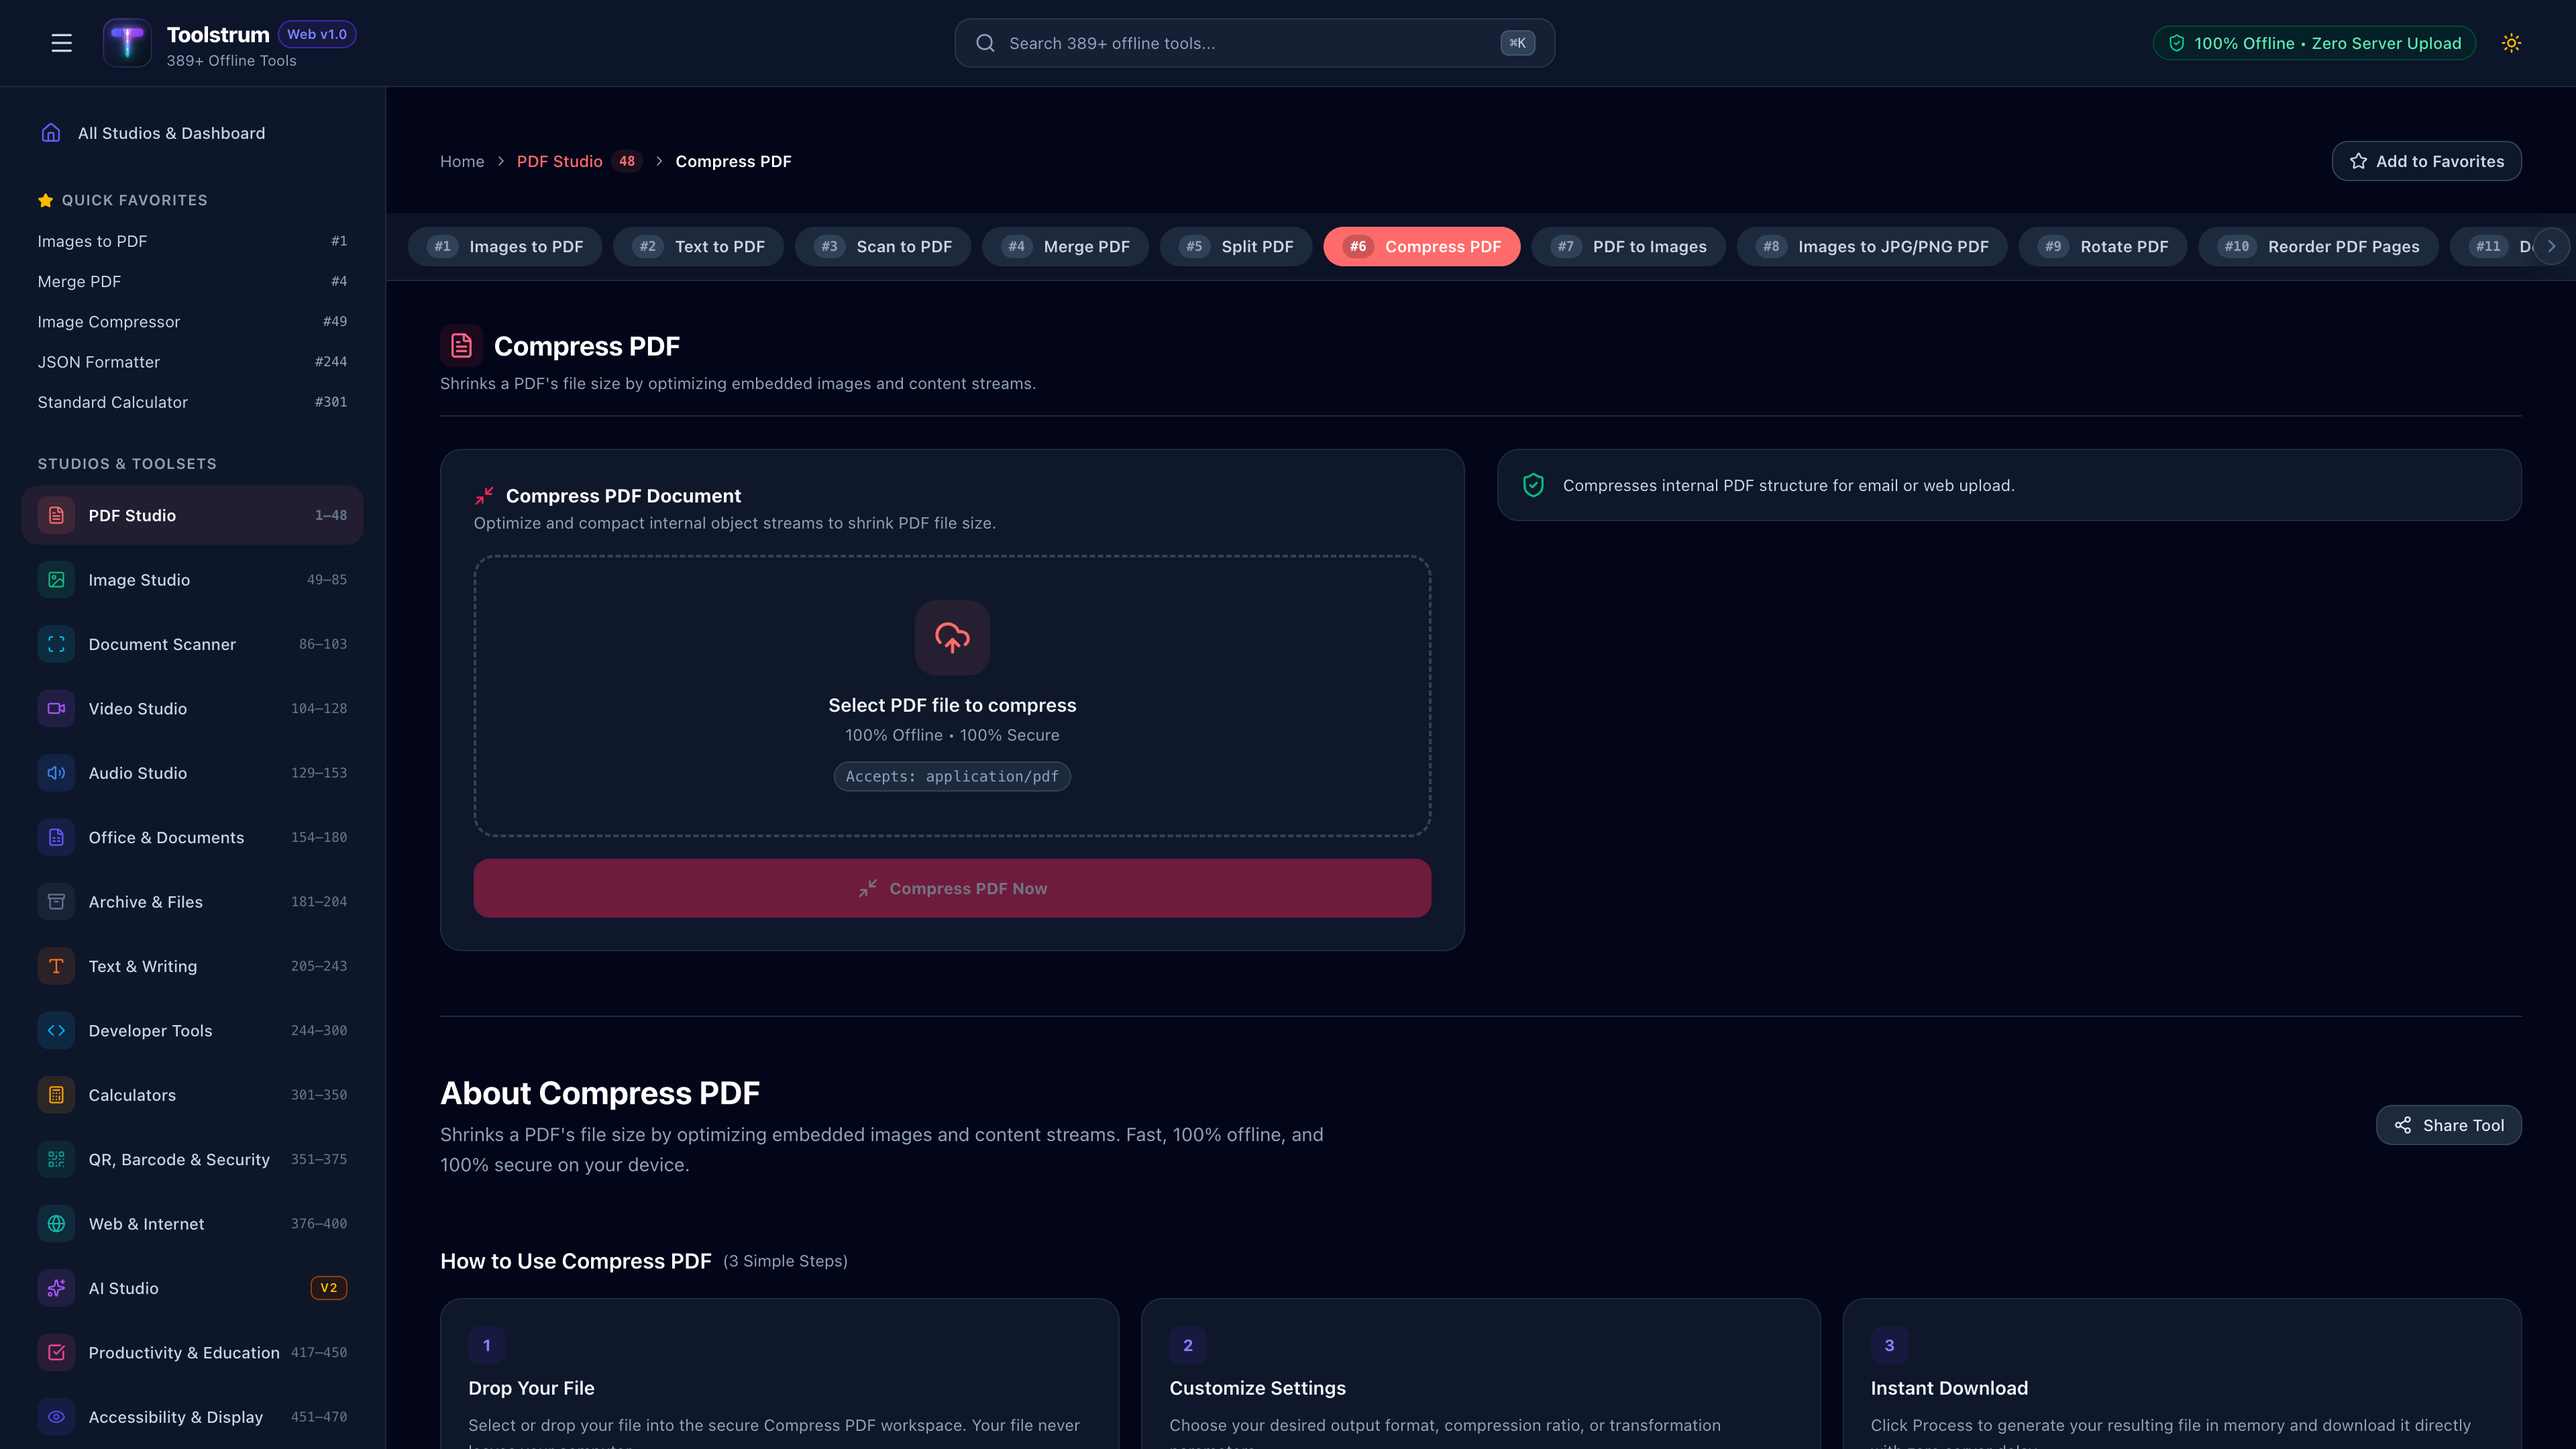 Toolstrum Web v1.0
389+ Offline Tools
Search 389+ offline tools... ⌘K
100% Offline • Zero Server Upload
All Studios & Dashboard
QUICK FAVORITES
Images to PDF #1
Merge PDF #4
Image Compressor #49
JSON Formatter #244
Standard Calculator #301
STUDIOS & TOOLSETS
PDF Studio 1–48
Image Studio 49–85
Document Scanner 86–103
Video Studio 104–128
Audio Studio 129–153
Office & Documents 154–180
Archive & Files 181–204
Text & Writing 205–243
Developer Tools 244–300
Calculators 301–350
QR, Barcode & Security 351–375
Web & Internet 376–400
AI Studio V2
Productivity & Education 417–450
Accessibility & Display 451–470
Home > PDF Studio 48 > Compress PDF
Add to Favorites
#1 Images to PDF #2 Text to PDF #3 Scan to PDF #4 Merge PDF #5 Split PDF #6 Compress PDF #7 PDF to Images #8 Images to JPG/PNG PDF #9 Rotate PDF #10 Reorder PDF Pages #11
Compress PDF
Shrinks a PDF's file size by optimizing embedded images and content streams.
Compress PDF Document
Optimize and compact internal object streams to shrink PDF file size.
Select PDF file to compress
100% Offline • 100% Secure
Accepts: application/pdf
Compress PDF Now
Compresses internal PDF structure for email or web upload.
About Compress PDF
Shrinks a PDF's file size by optimizing embedded images and content streams. Fast, 100% offline, and
100% secure on your device.
Share Tool
How to Use Compress PDF (3 Simple Steps)
1
Drop Your File
Select or drop your file into the secure Compress PDF workspace. Your file never
2
Customize Settings
Choose your desired output format, compression ratio, or transformation
3
Instant Download
Click Process to generate your resulting file in memory and download it directly